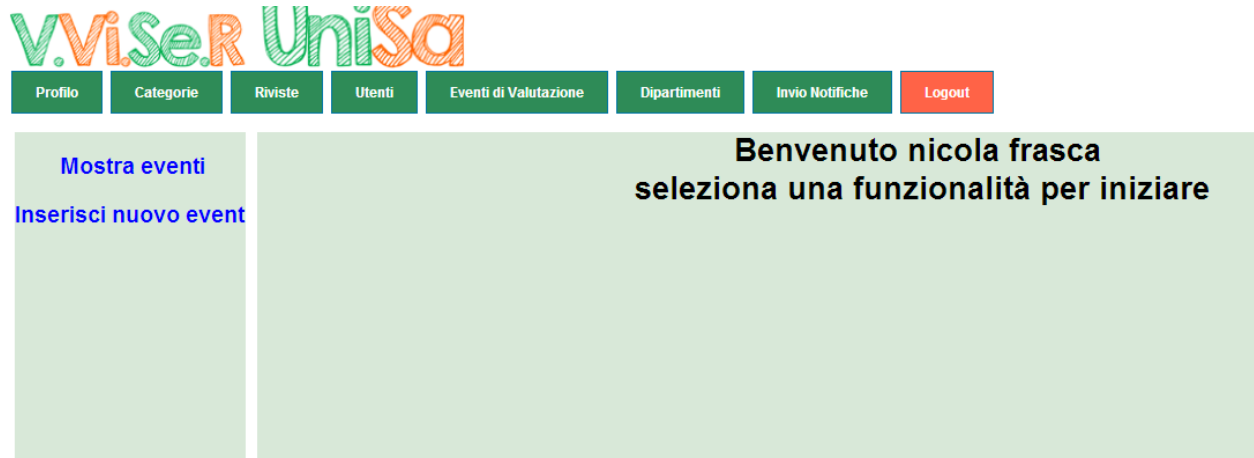 V.Vi.Se.R UniSa
Profilo Categorie Riviste Utenti Eventi di Valutazione Dipartimenti Invio Notifiche Logout
Mostra eventi
Inserisci nuovo event
Benvenuto nicola frasca
seleziona una funzionalità per iniziare